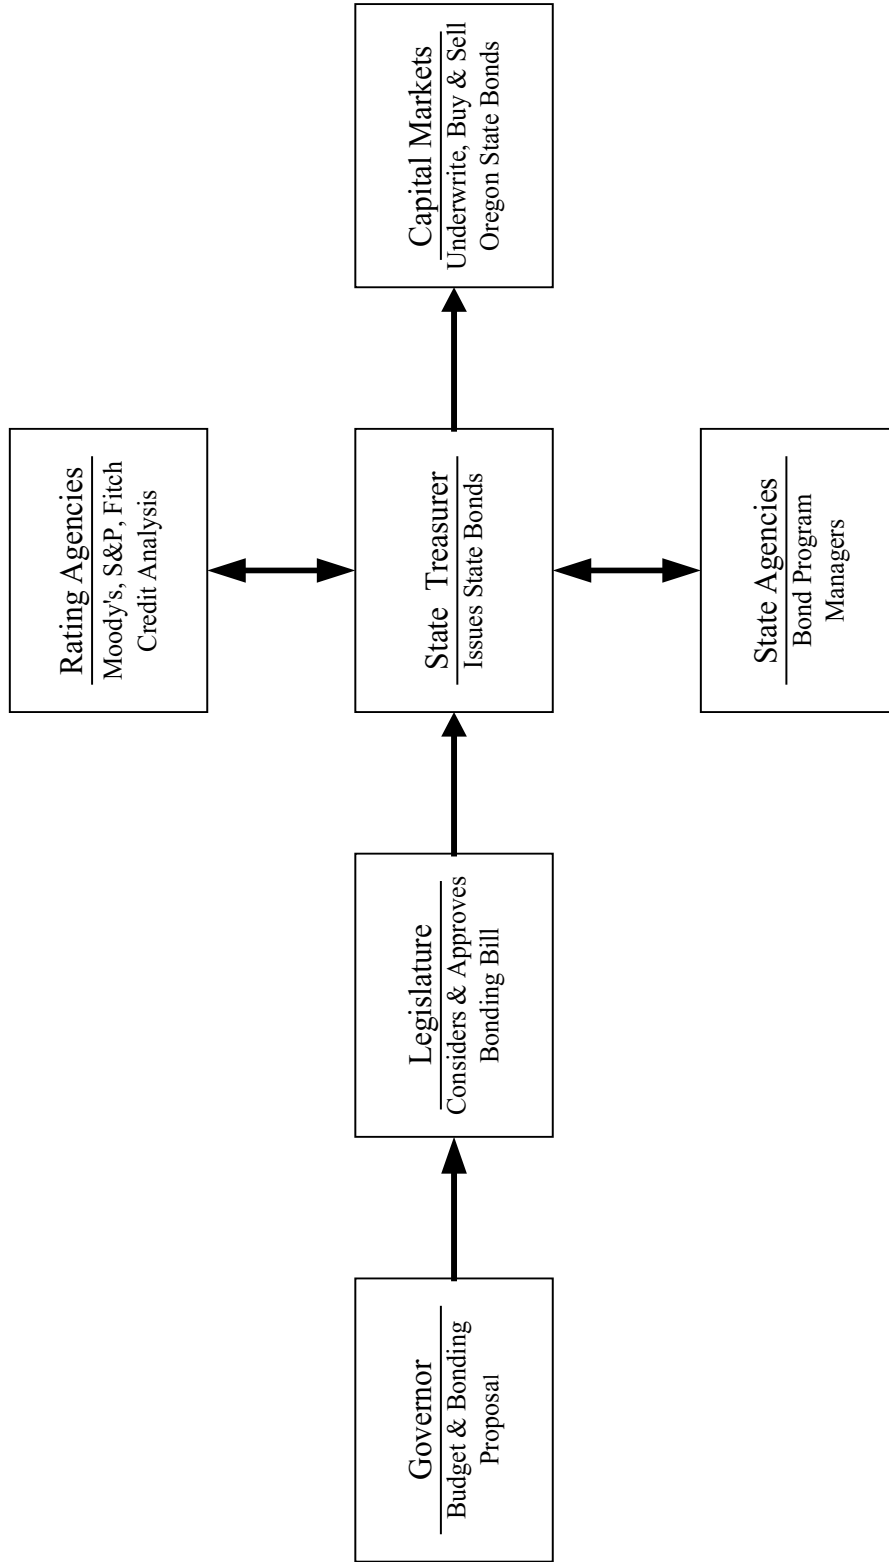 Governor
Budget & Bonding
Proposal
Legislature
Considers & Approves
Bonding Bill
Rating Agencies
Moody's, S&P, Fitch
Credit Analysis
State Treasurer
Issues State Bonds
State Agencies
Bond Program
Managers
Capital Markets
Underwrite, Buy & Sell
Oregon State Bonds